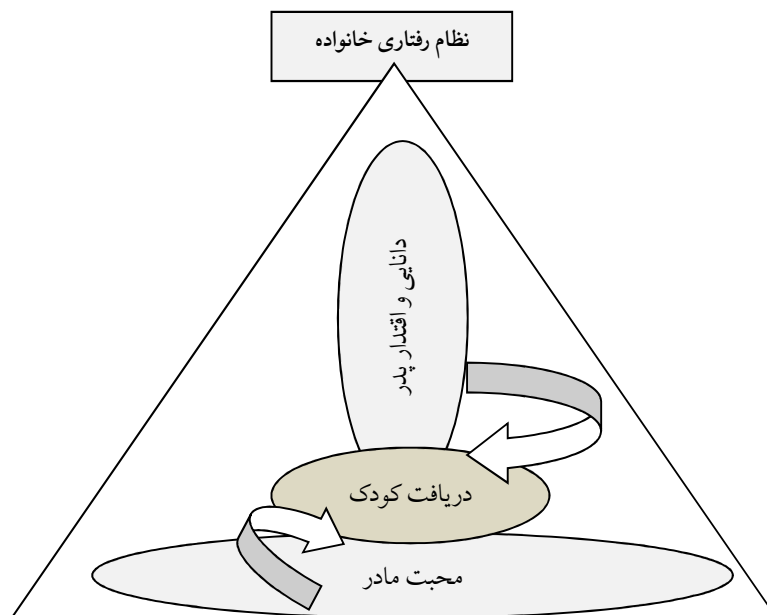 نظام رفتاری خانواده
دانایی و اقتدار پدر
دریافت کودک
محبت مادر